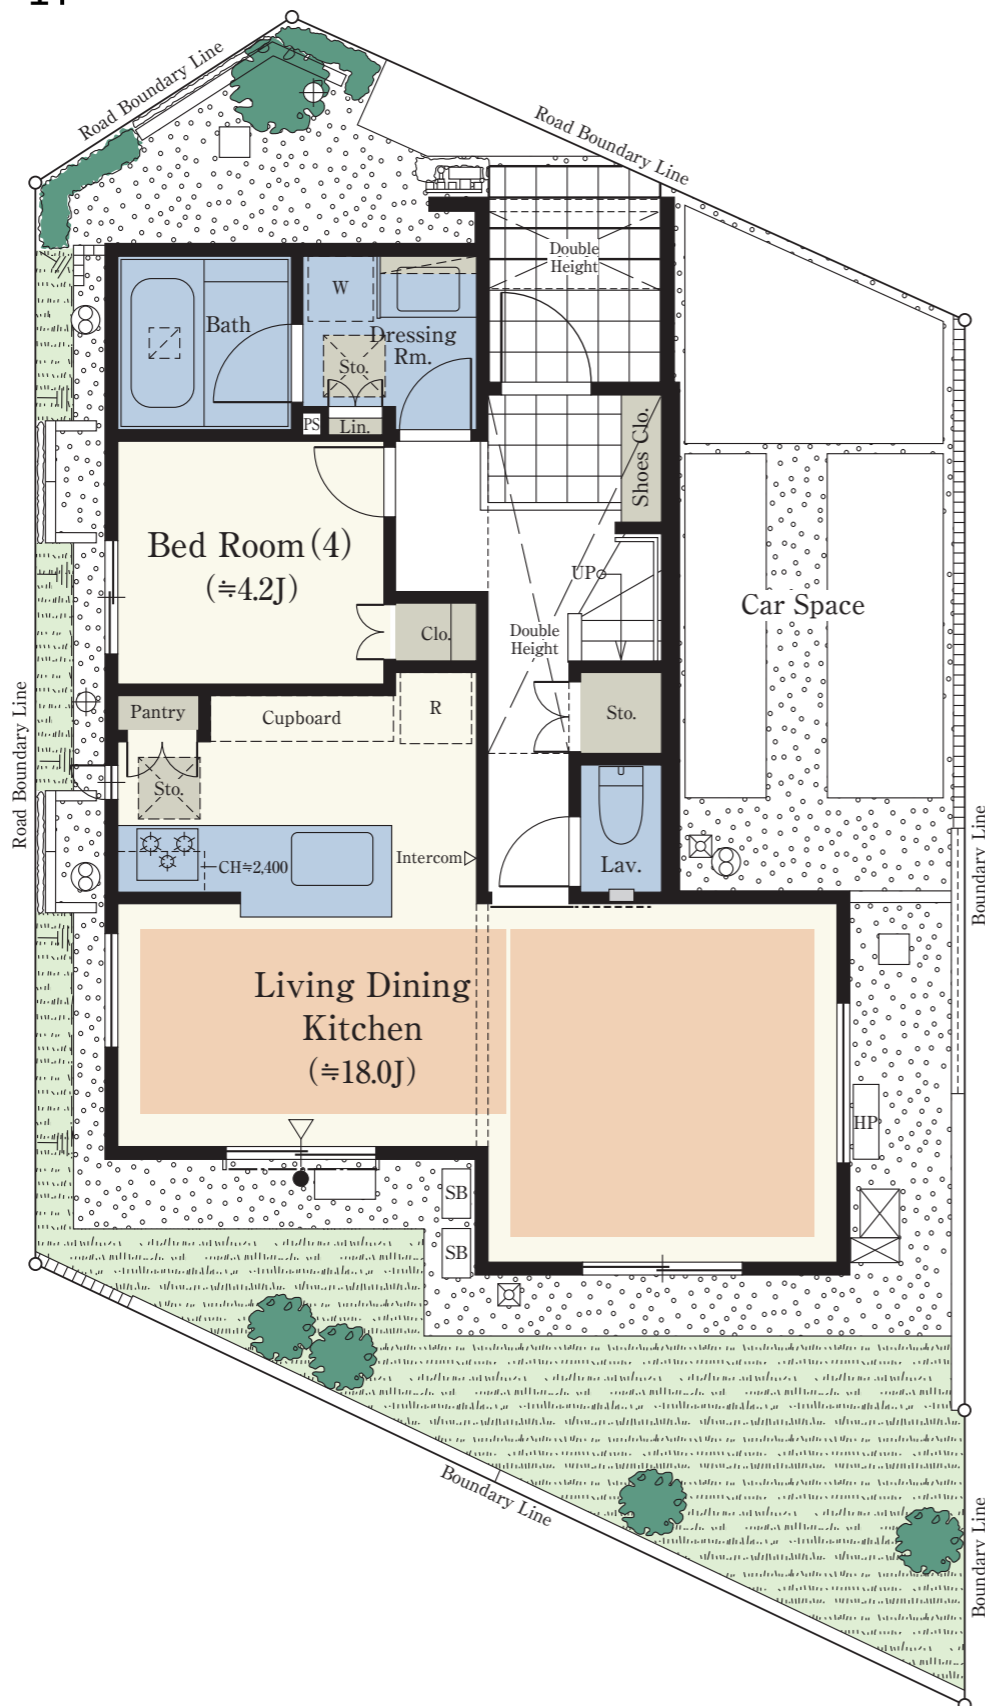 Road Boundary Line
Road Boundary Line
Double
Height
W
Bath
Dressing
Rm.
Sto.
PS
Lin.
Shoes Clo.
Bed Room(4)
(≒4.2J)
UP
Car Space
Clo.
Double
Height
Road Boundary Line
Pantry
Cupboard
R
Sto.
Sto.
Intercom
CH≒2,400
Lav.
Boundary Line
Living Dining
Kitchen
(≒18.0J)
HP
SB
SB
Boundary Line
Boundary Line